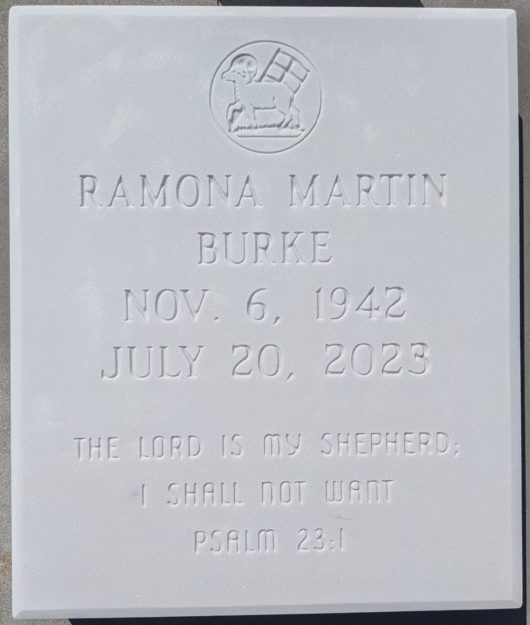 RAMONA MARTIN
BURKE
NOV. 6, 1942
JULY 20, 2023
THE LORD IS MY SHEPHERD;
I SHALL NOT WANT
PSALM 23:1